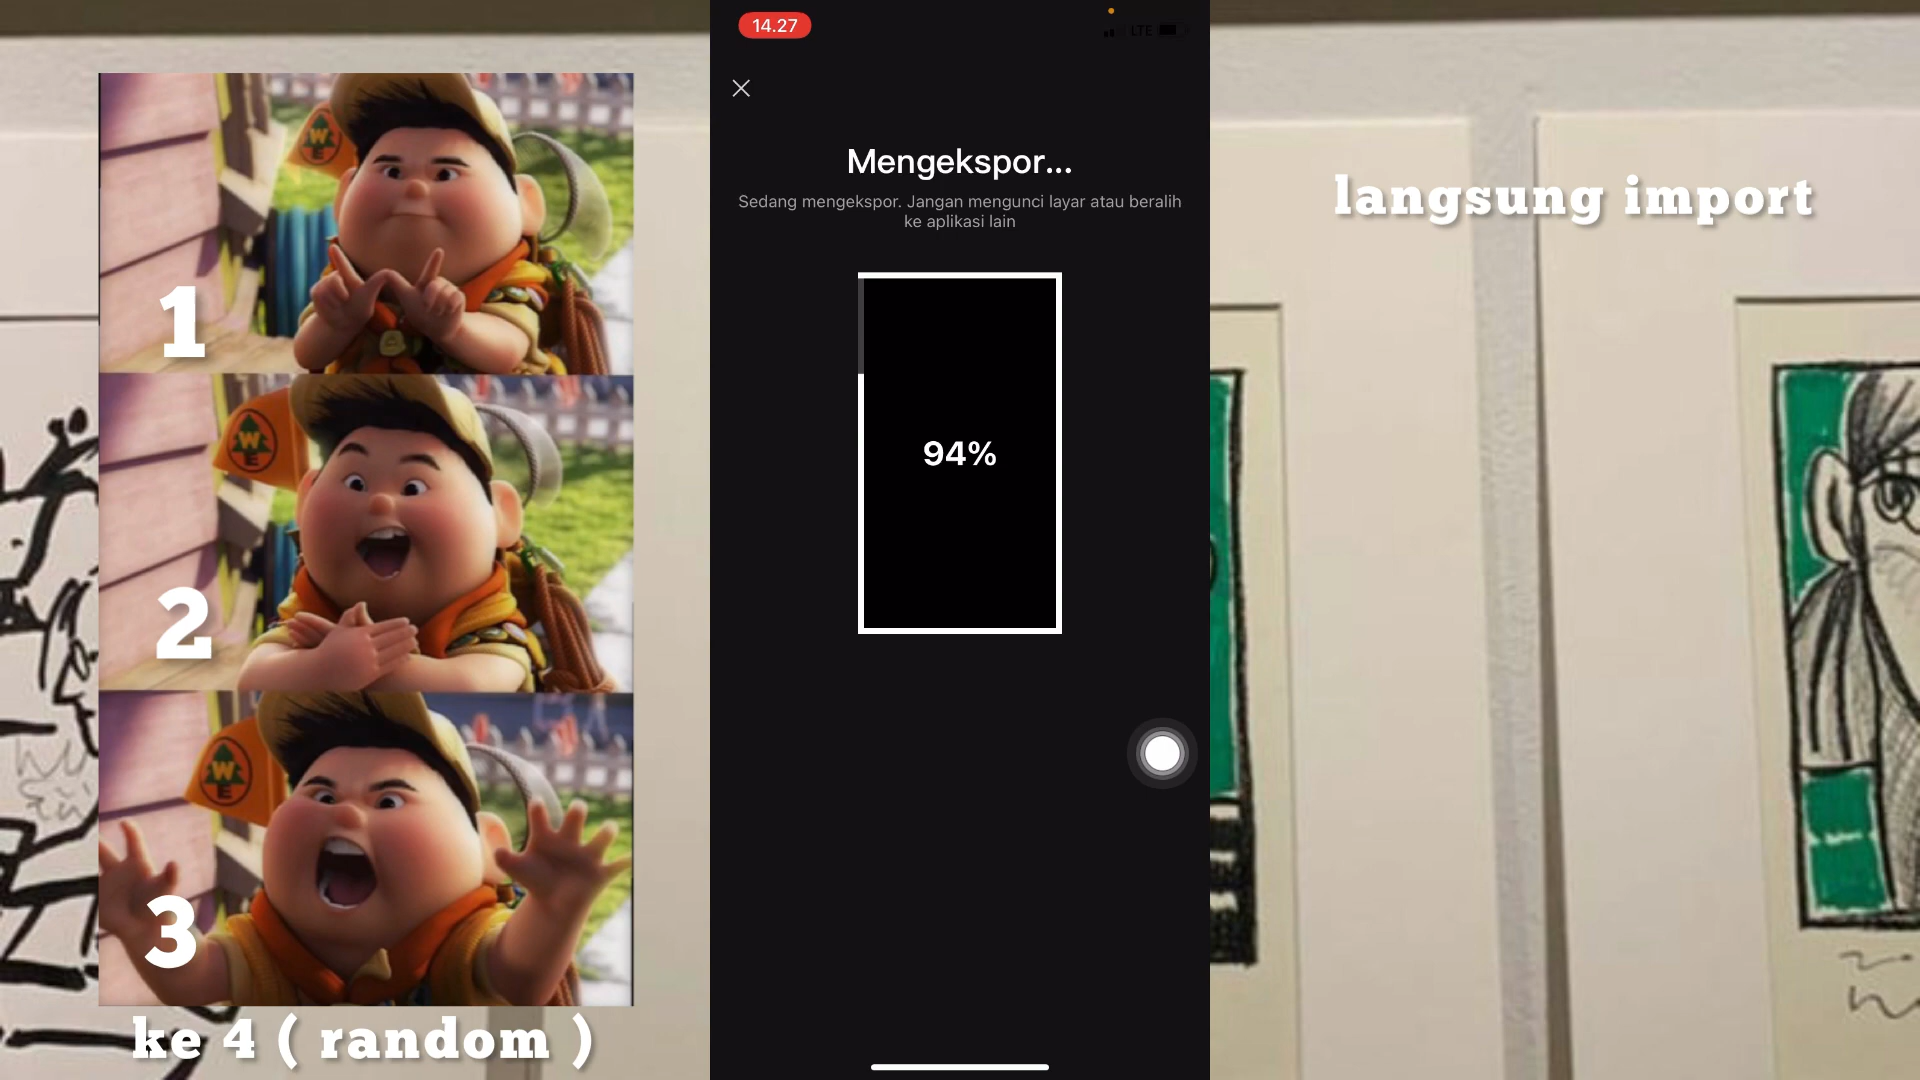 1
2
3
ke 4 ( random )
14.27
LTE
Mengekspor...
Sedang mengekspor. Jangan mengunci layar atau beralih
ke aplikasi lain
94%
langsung import
W
E
W
E
W
E